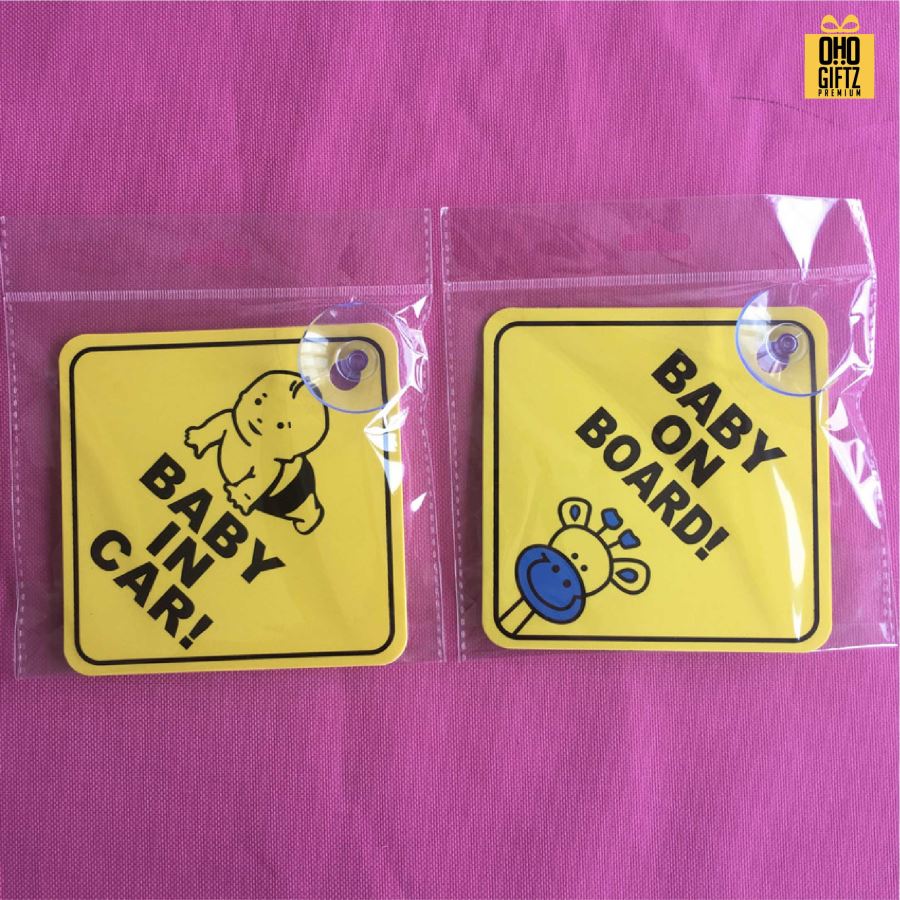 OHO
GIFTZ
PREMIUM
BABY
IN
CAR!
BABY
ON
BOARD!